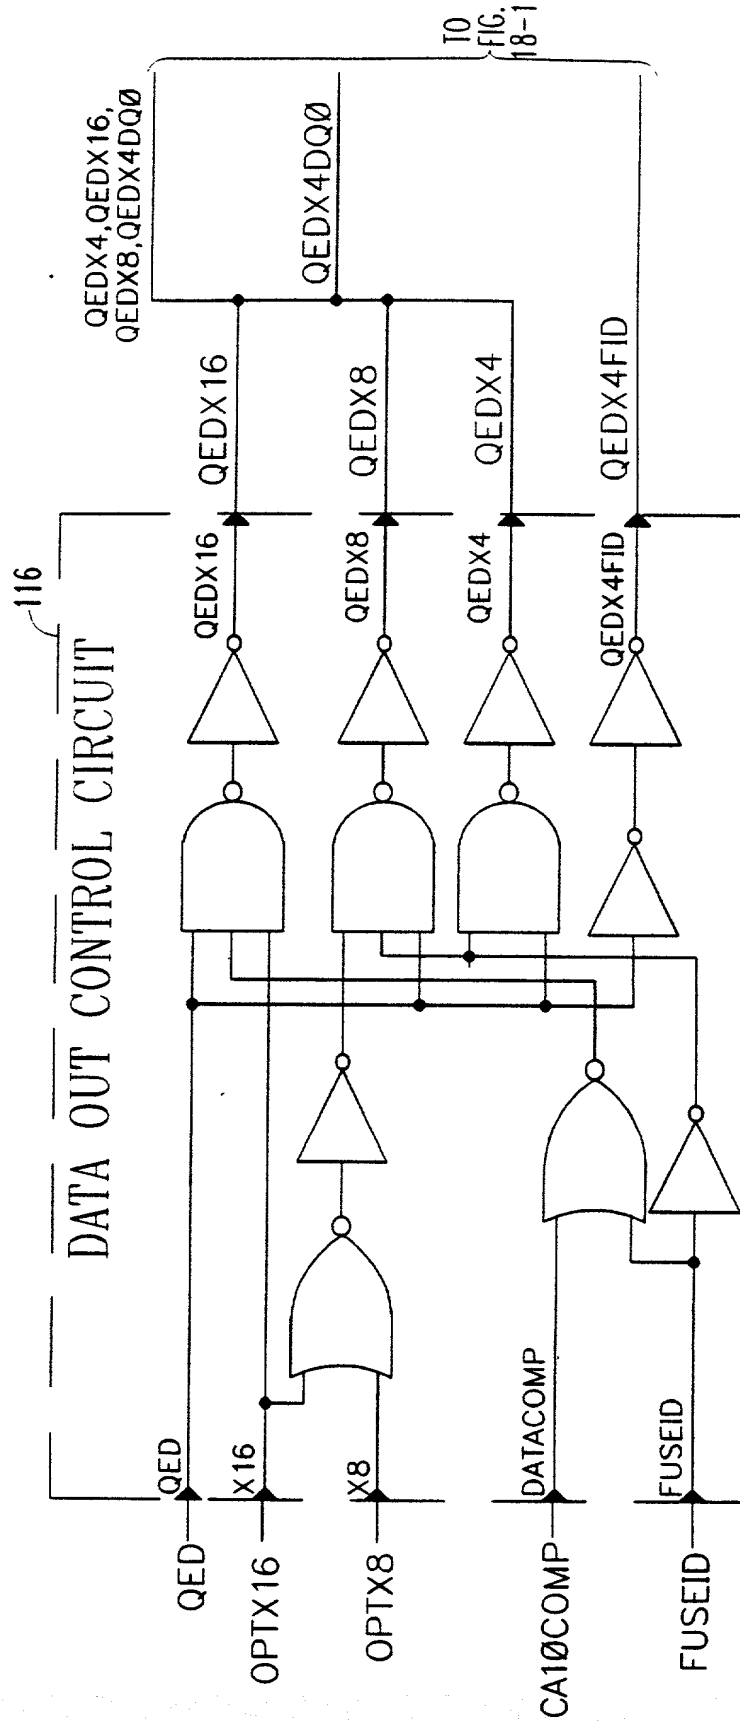 116
DATA OUT CONTROL CIRCUIT
QED
QED
OPTX16
X16
OPTX8
X8
CA1ØCOMP
DATACOMP
FUSEID
FUSEID
QEDX16
QEDX8
QEDX4
QEDX4FID
QEDX16
QEDX8
QEDX4
QEDX4FID
QEDX4,QEDX16,
QEDX8,QEDX4DQØ
QEDX4DQØ
TO
FIG.
18-1